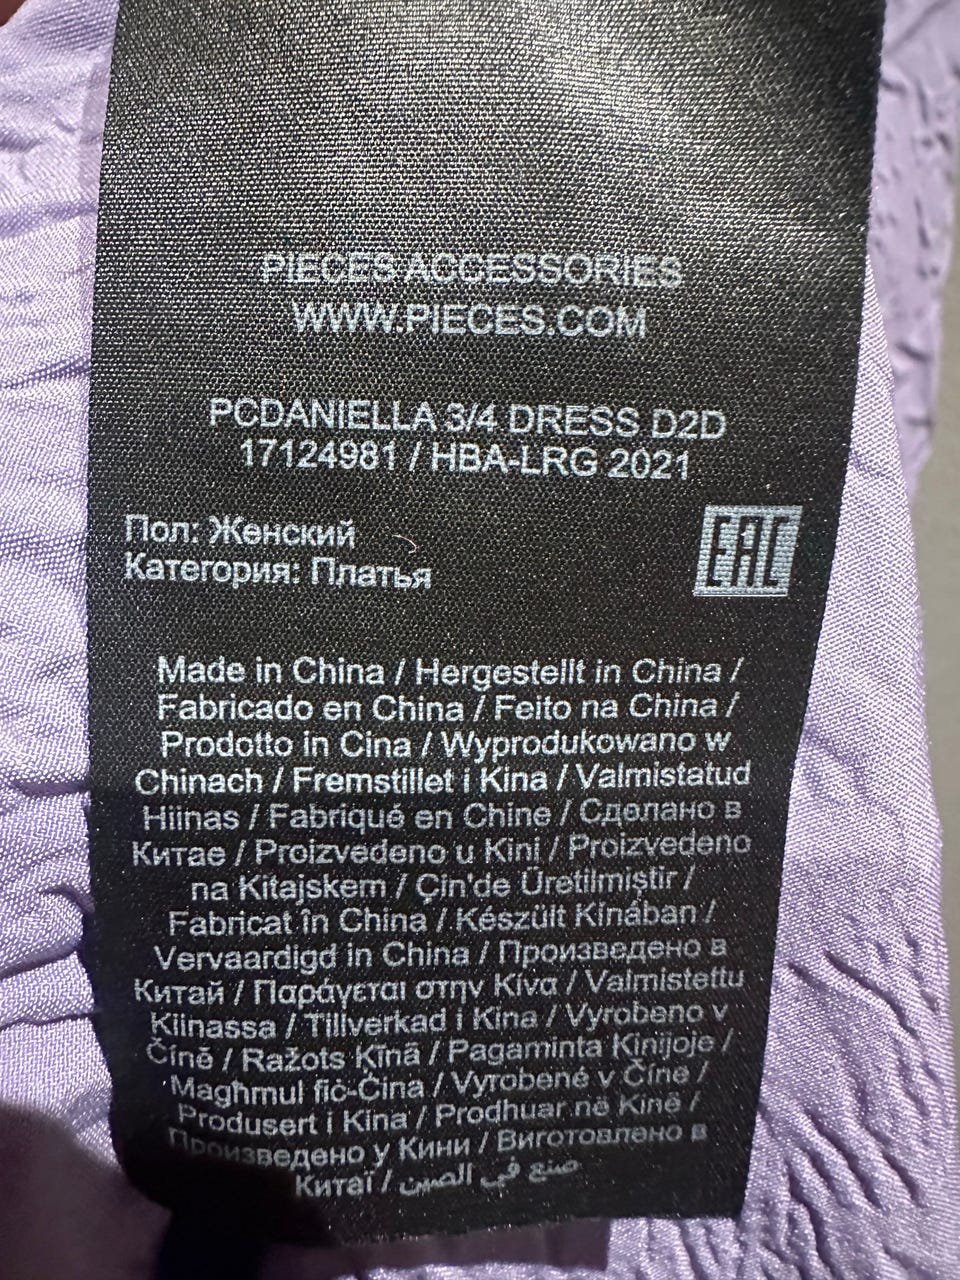 PIECES ACCESSORIES
WWW.PIECES.COM
PCDANIELLA 3/4 DRESS D2D
17124981 / HBA-LRG 2021
Пол: Женский
Категория: Платья
EAC
Made in China / Hergestellt in China /
Fabricado en China / Feito na China /
Prodotto in Cina / Wyprodukowano w
Chinach / Fremstillet i Kina / Valmistatud
Hiinas / Fabriqué en Chine / Сделано в
Китае / Proizvedeno u Kini / Proizvedeno
na Kitajskem / Çin'de Üretilmiştir /
Fabricat în China / Készült Kínában /
Vervaardigd in China / Произведено в
Китай / Παράγεται στην Κίνα / Valmistettu
Kiinassa / Tillverkad i Kina / Vyrobeno v
Číně / Ražots Ķīnā / Pagaminta Kinijoje /
Magħmul fiċ-Ċina / Vyrobené v Číne /
Produsert i Kina / Prodhuar në Kinë /
Произведено у Кини / Виготовлено в
Китаї / صنع في الصين